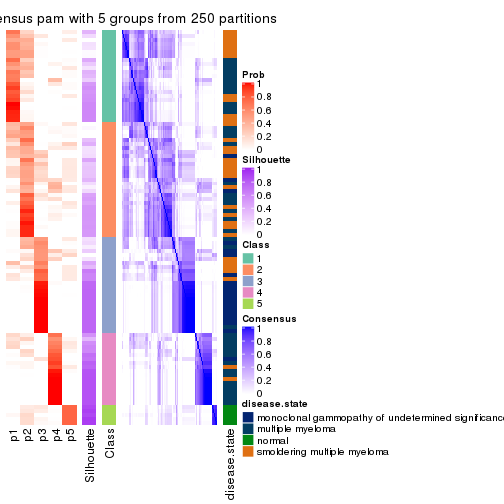 ensus pam with 5 groups from 250 partitions
Prob
1
0.8
0.6
0.4
0.2
0
Silhouette
1
0.8
0.6
0.4
0.2
0
Class
1
2
3
4
5
Consensus
1
0.8
0.6
0.4
0.2
0
disease.state
monoclonal gammopathy of undetermined significance
multiple myeloma
normal
smoldering multiple myeloma
p1
p2
p3
p4
p5
Silhouette
Class
disease.state